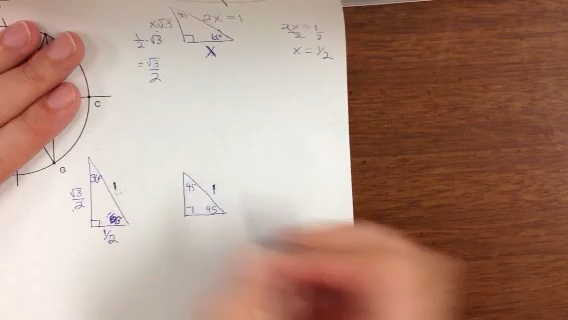 x√3
30
2x = 1
60°
x
1/2 · √3
= √3/2
2x/2 = 1/2
x = 1/2
C
B
30°
√3/2
1
60
1/2
45°
1
45